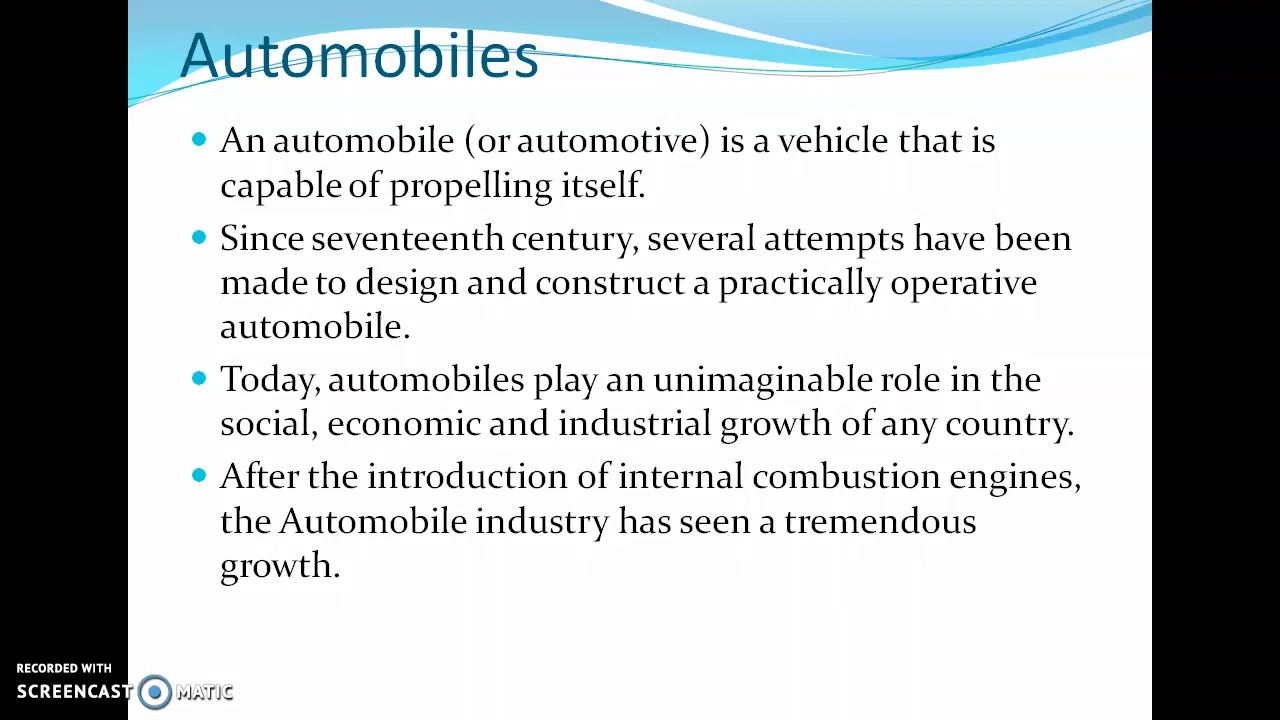 Automobiles
• An automobile (or automotive) is a vehicle that is
capable of propelling itself.
• Since seventeenth century, several attempts have been
made to design and construct a practically operative
automobile.
• Today, automobiles play an unimaginable role in the
social, economic and industrial growth of any country.
• After the introduction of internal combustion engines,
the Automobile industry has seen a tremendous
growth.
RECORDED WITH
SCREENCAST MATIC